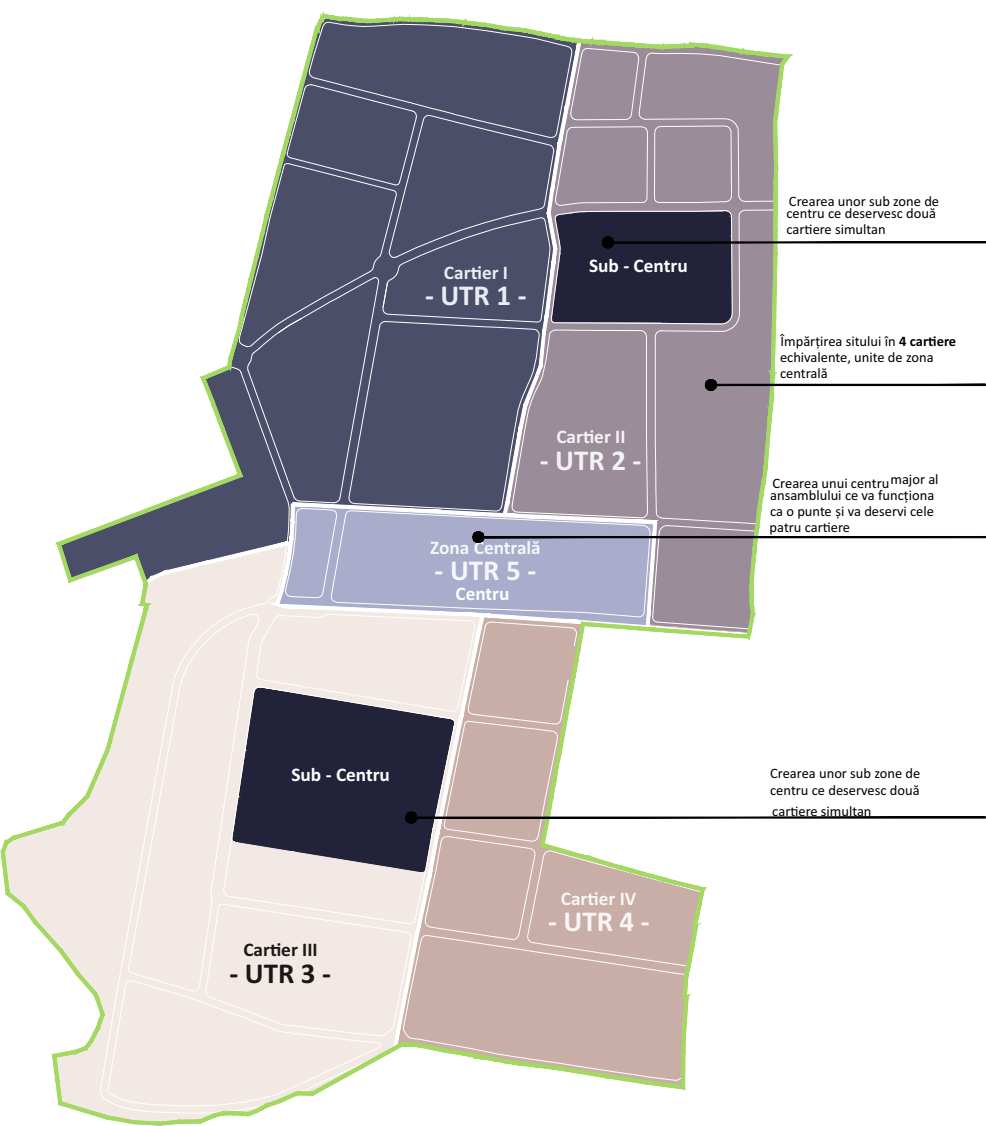 Crearea unor sub zone de
centru ce deservesc două
cartiere simultan
Sub - Centru
Cartier I
- UTR 1 -
Împărțirea sitului în 4 cartiere
echivalente, unite de zona
centrală
Cartier II
- UTR 2 -
Crearea unui centru major al
ansamblului ce va funcționa
ca o punte și va deservi cele
patru cartiere
Zona Centrală
- UTR 5 -
Centru
Sub - Centru
Crearea unor sub zone de
centru ce deservesc două
cartiere simultan
Cartier IV
- UTR 4 -
Cartier III
- UTR 3 -